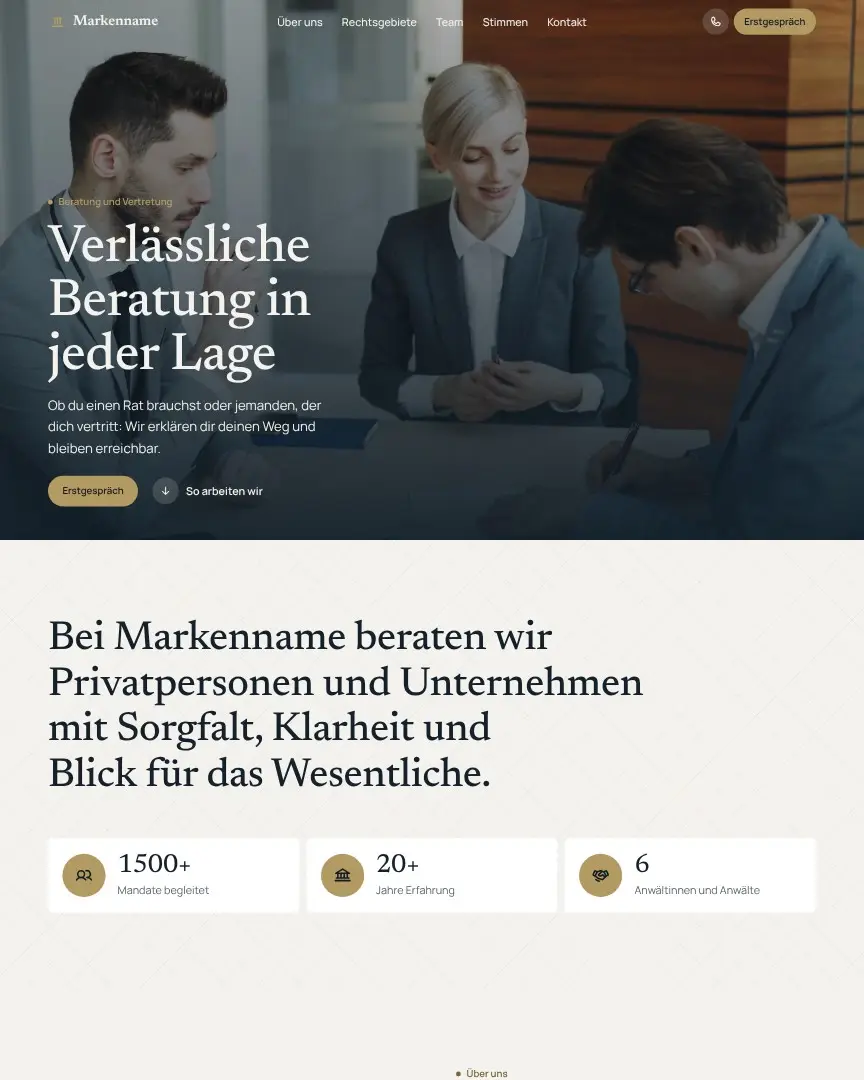 Markenname
Über uns
Rechtsgebiete
Team
Stimmen
Kontakt
Erstgespräch
Beratung und Vertretung
Verlässliche
Beratung in
jeder Lage
Ob du einen Rat brauchst oder jemanden, der
dich vertritt: Wir erklären dir deinen Weg und
bleiben erreichbar.
Erstgespräch
So arbeiten wir
Bei Markenname beraten wir
Privatpersonen und Unternehmen
mit Sorgfalt, Klarheit und
Blick für das Wesentliche.
1500+
Mandate begleitet
20+
Jahre Erfahrung
6
Anwältinnen und Anwälte
Über uns